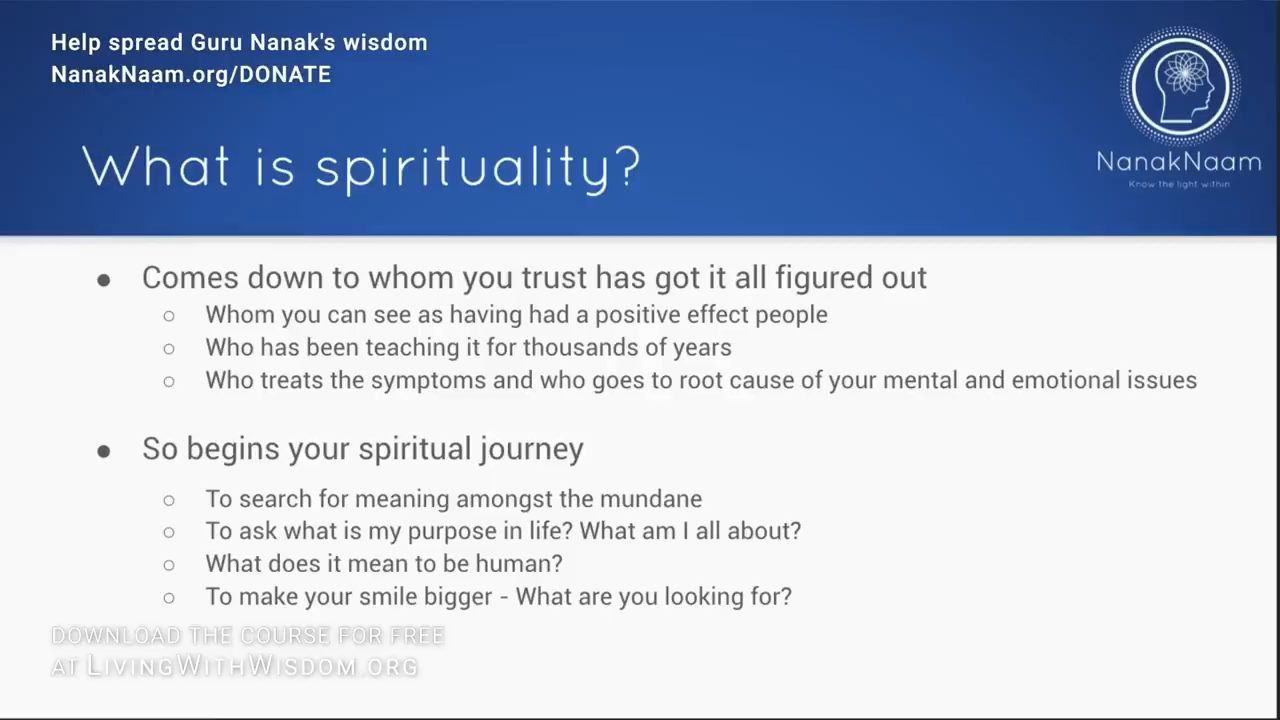 Help spread Guru Nanak's wisdom
NanakNaam.org/DONATE
What is spirituality?
NanakNaam
Know the light within
● Comes down to whom you trust has got it all figured out
○ Whom you can see as having had a positive effect people
○ Who has been teaching it for thousands of years
○ Who treats the symptoms and who goes to root cause of your mental and emotional issues
● So begins your spiritual journey
○ To search for meaning amongst the mundane
○ To ask what is my purpose in life? What am I all about?
○ What does it mean to be human?
○ To make your smile bigger - What are you looking for?
DOWNLOAD THE COURSE FOR FREE
AT LIVINGWITHWISDOM.ORG